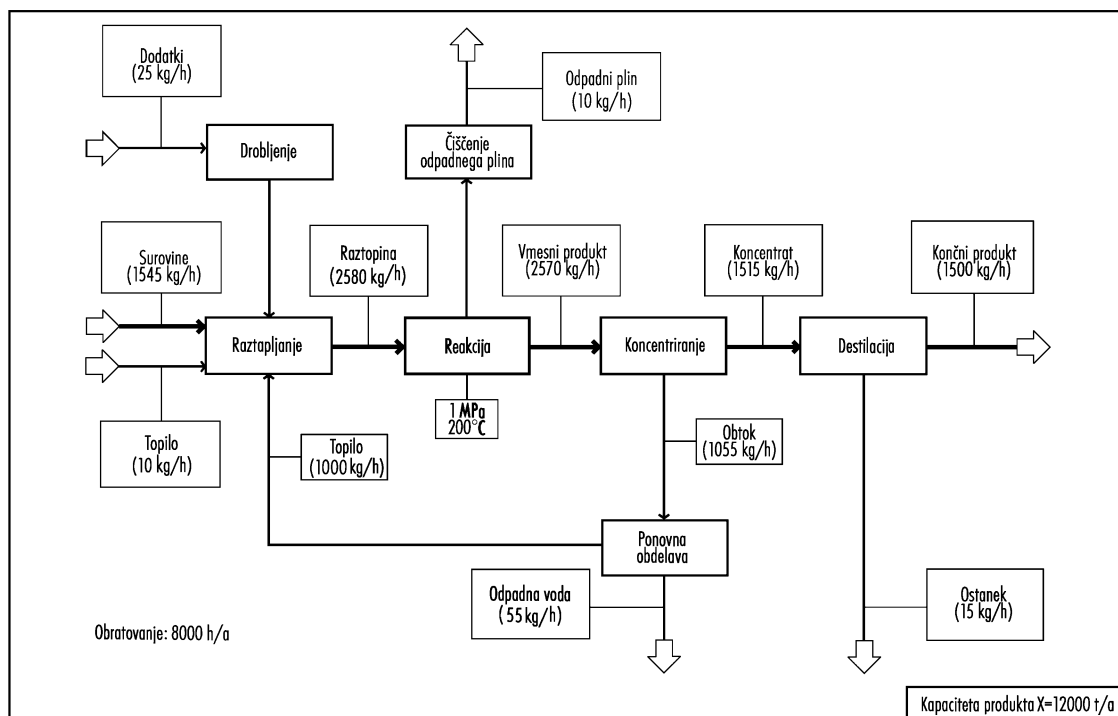 Dodatki
(25 kg/h)
Odpadni plin
(10 kg/h)
Drobljenje
Čiščenje
odpadnega plina
Surovine
(1545 kg/h)
Raztopina
(2580 kg/h)
Vmesni produkt
(2570 kg/h)
Koncentrat
(1515 kg/h)
Končni produkt
(1500 kg/h)
Raztapljanje
Reakcija
Koncentriranje
Destilacija
1 MPa
200°C
Topilo
(10 kg/h)
Topilo
(1000 kg/h)
Obtok
(1055 kg/h)
Ponovna
obdelava
Odpadna voda
(55 kg/h)
Ostanek
(15 kg/h)
Obratovanje: 8000 h/a
Kapaciteta produkta X=12000 t/a